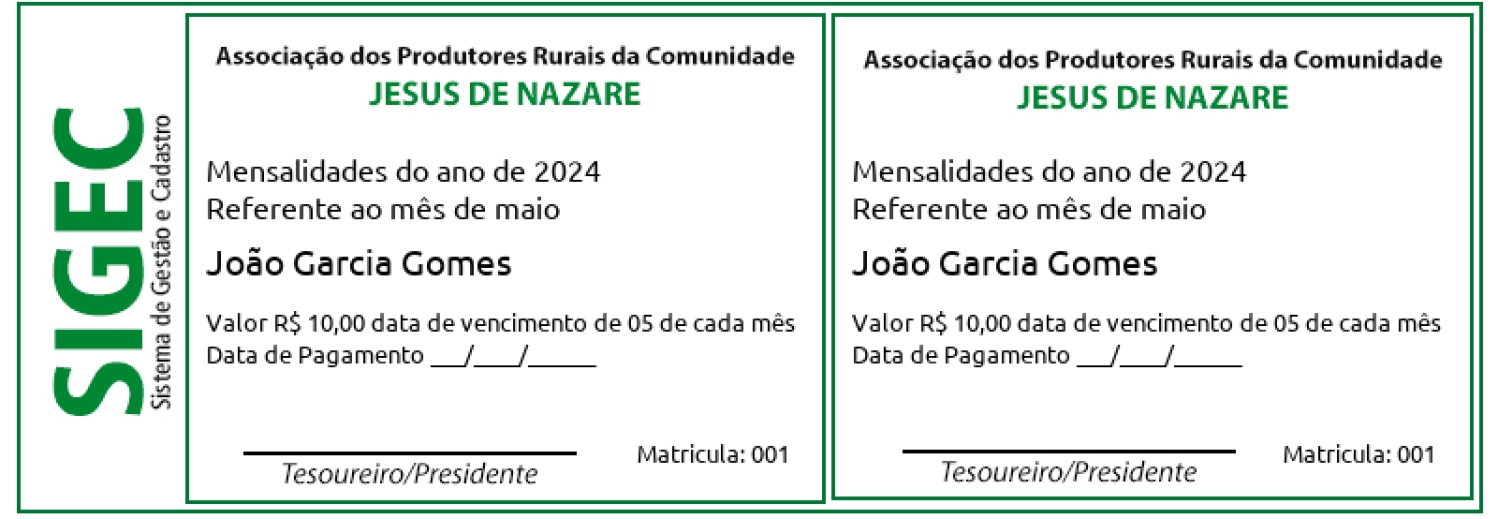 SIGEC
Sistema de Gestão e Cadastro
Associação dos Produtores Rurais da Comunidade
JESUS DE NAZARE
Mensalidades do ano de 2024
Referente ao mês de maio
João Garcia Gomes
Valor R$ 10,00 data de vencimento de 05 de cada mês
Data de Pagamento ___/____/______
Tesoureiro/Presidente
Matricula: 001
Associação dos Produtores Rurais da Comunidade
JESUS DE NAZARE
Mensalidades do ano de 2024
Referente ao mês de maio
João Garcia Gomes
Valor R$ 10,00 data de vencimento de 05 de cada mês
Data de Pagamento ___/____/______
Tesoureiro/Presidente
Matricula: 001